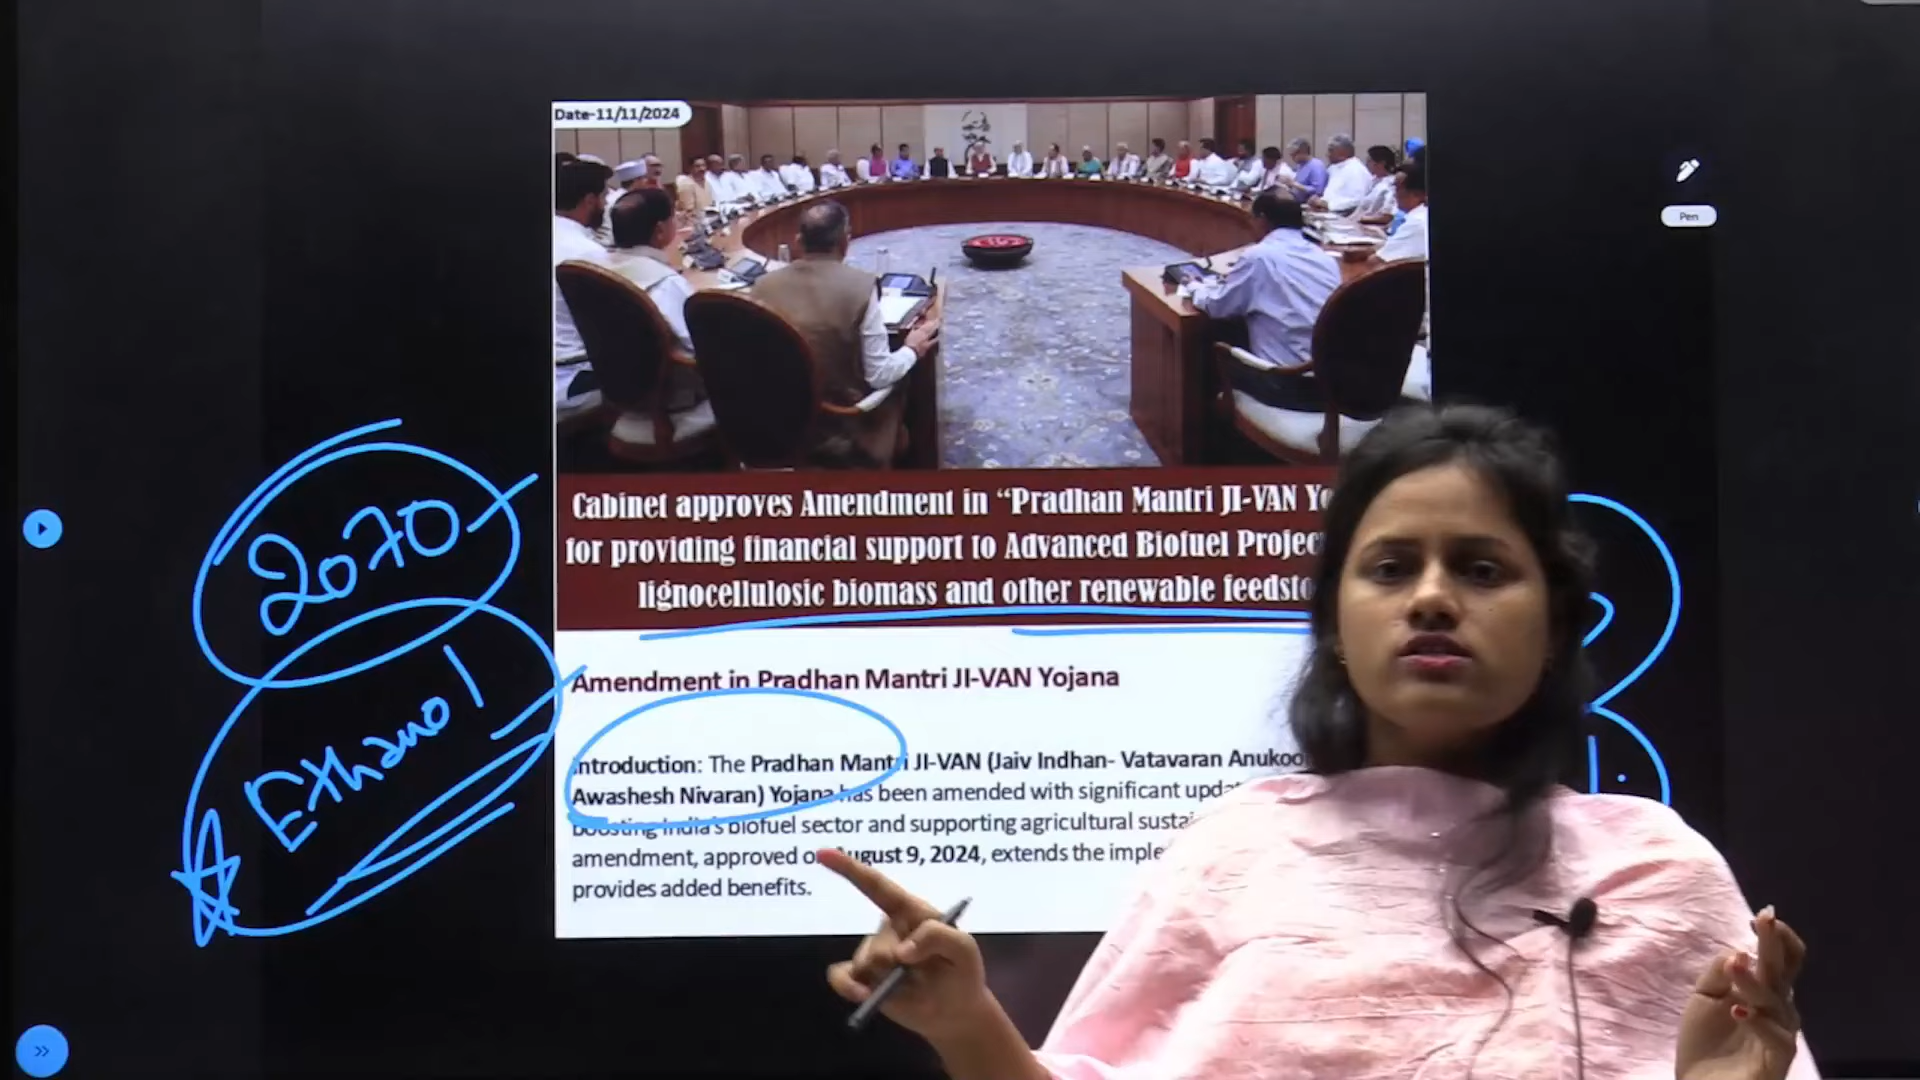 Date-11/11/2024
Pen
Cabinet approves Amendment in “Pradhan Mantri JI-VAN
for providing financial support to Advanced Biofuel
lignocellulosic biomass and other renewable
2070
Ethanol
Amendment in Pradhan Mantri JI-VAN Yojana
Introduction: The Pradhan Mantri JI-VAN (Jaiv Indhan- Vatavaran
Awashesh Nivaran) Yojana has been amended with significant
boosting India's biofuel sector and supporting agricultural
amendment, approved on August 9, 2024, extends the
provides added benefits.